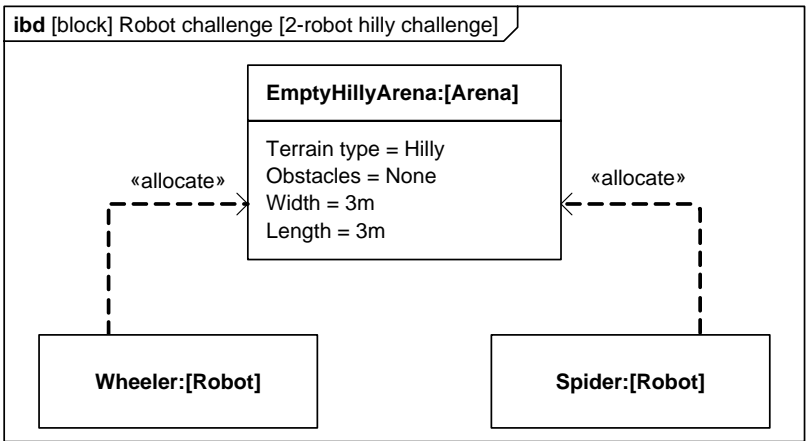 ibd [block] Robot challenge [2-robot hilly challenge]
EmptyHillyArena:[Arena]
Terrain type = Hilly
Obstacles = None
Width = 3m
Length = 3m
«allocate»
«allocate»
Wheeler:[Robot]
Spider:[Robot]